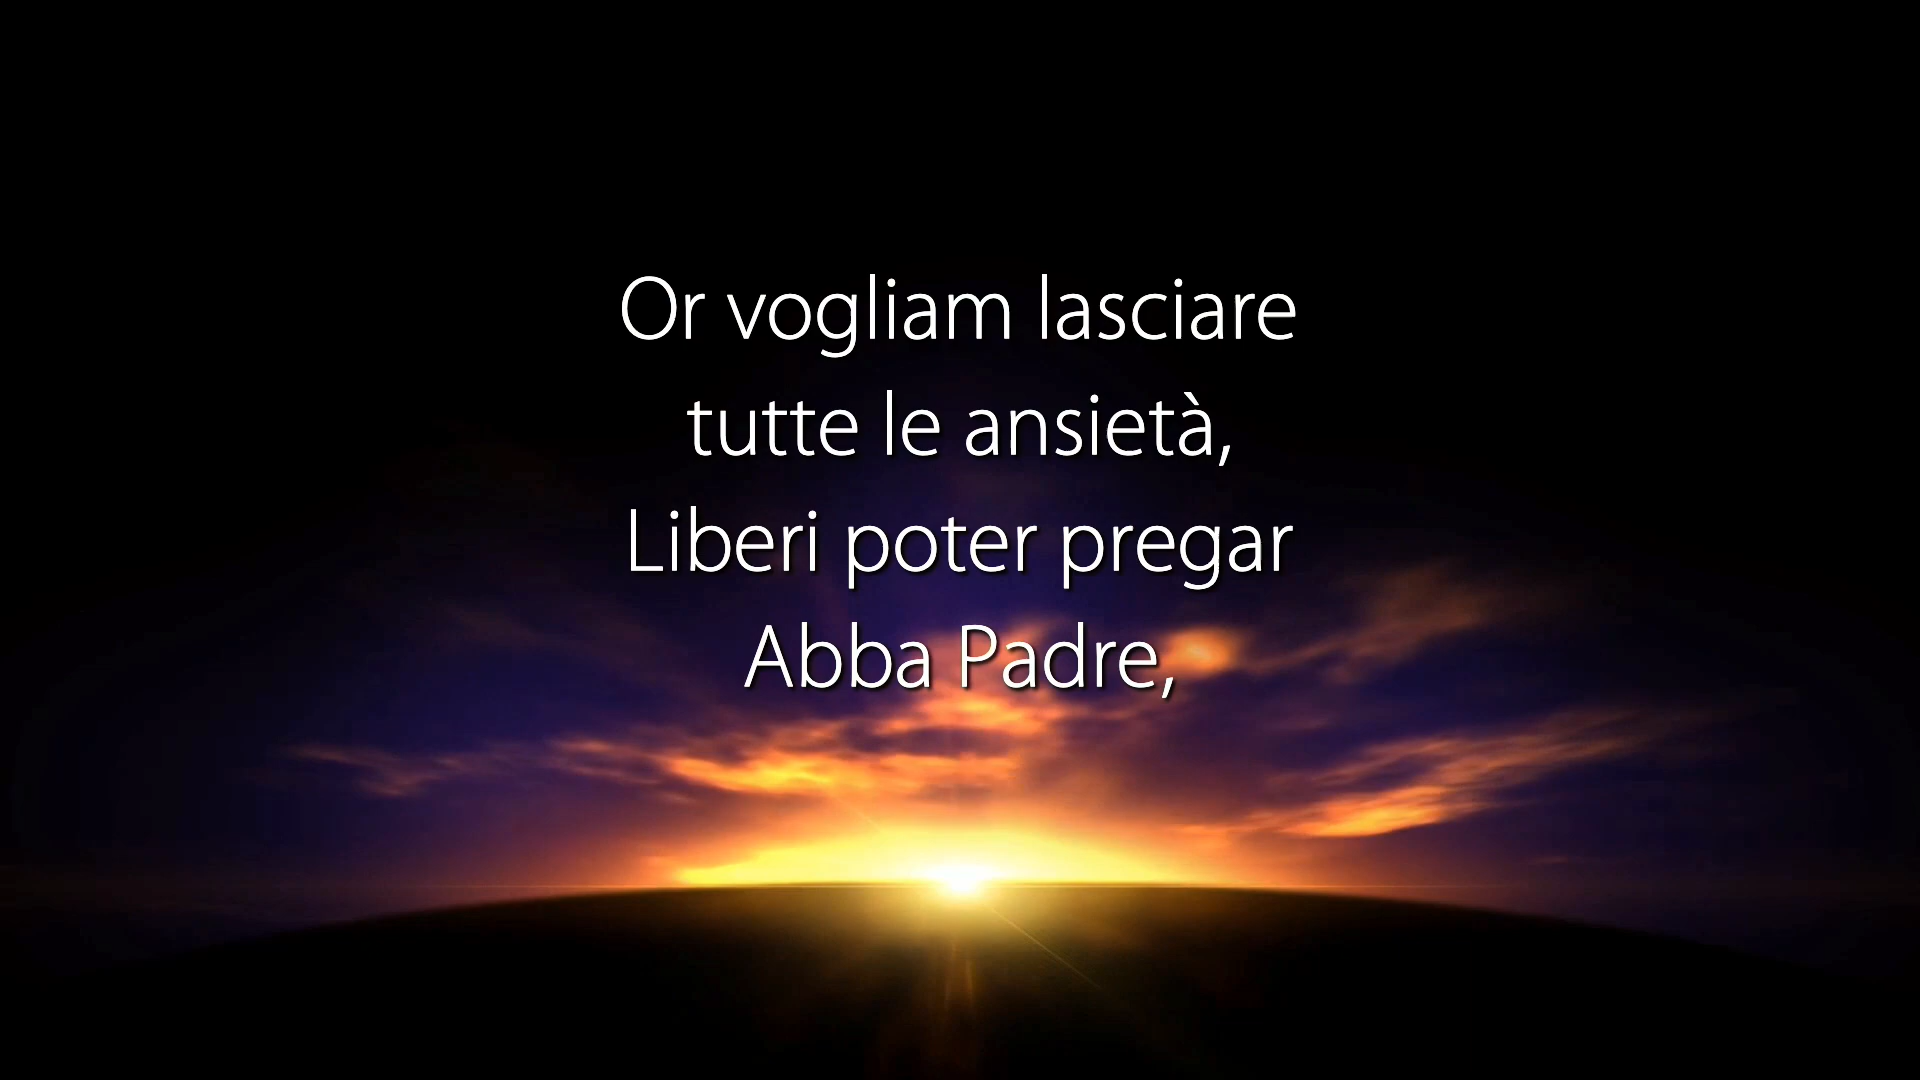 Or vogliam lasciare
tutte le ansietà,
Liberi poter pregar
Abba Padre,